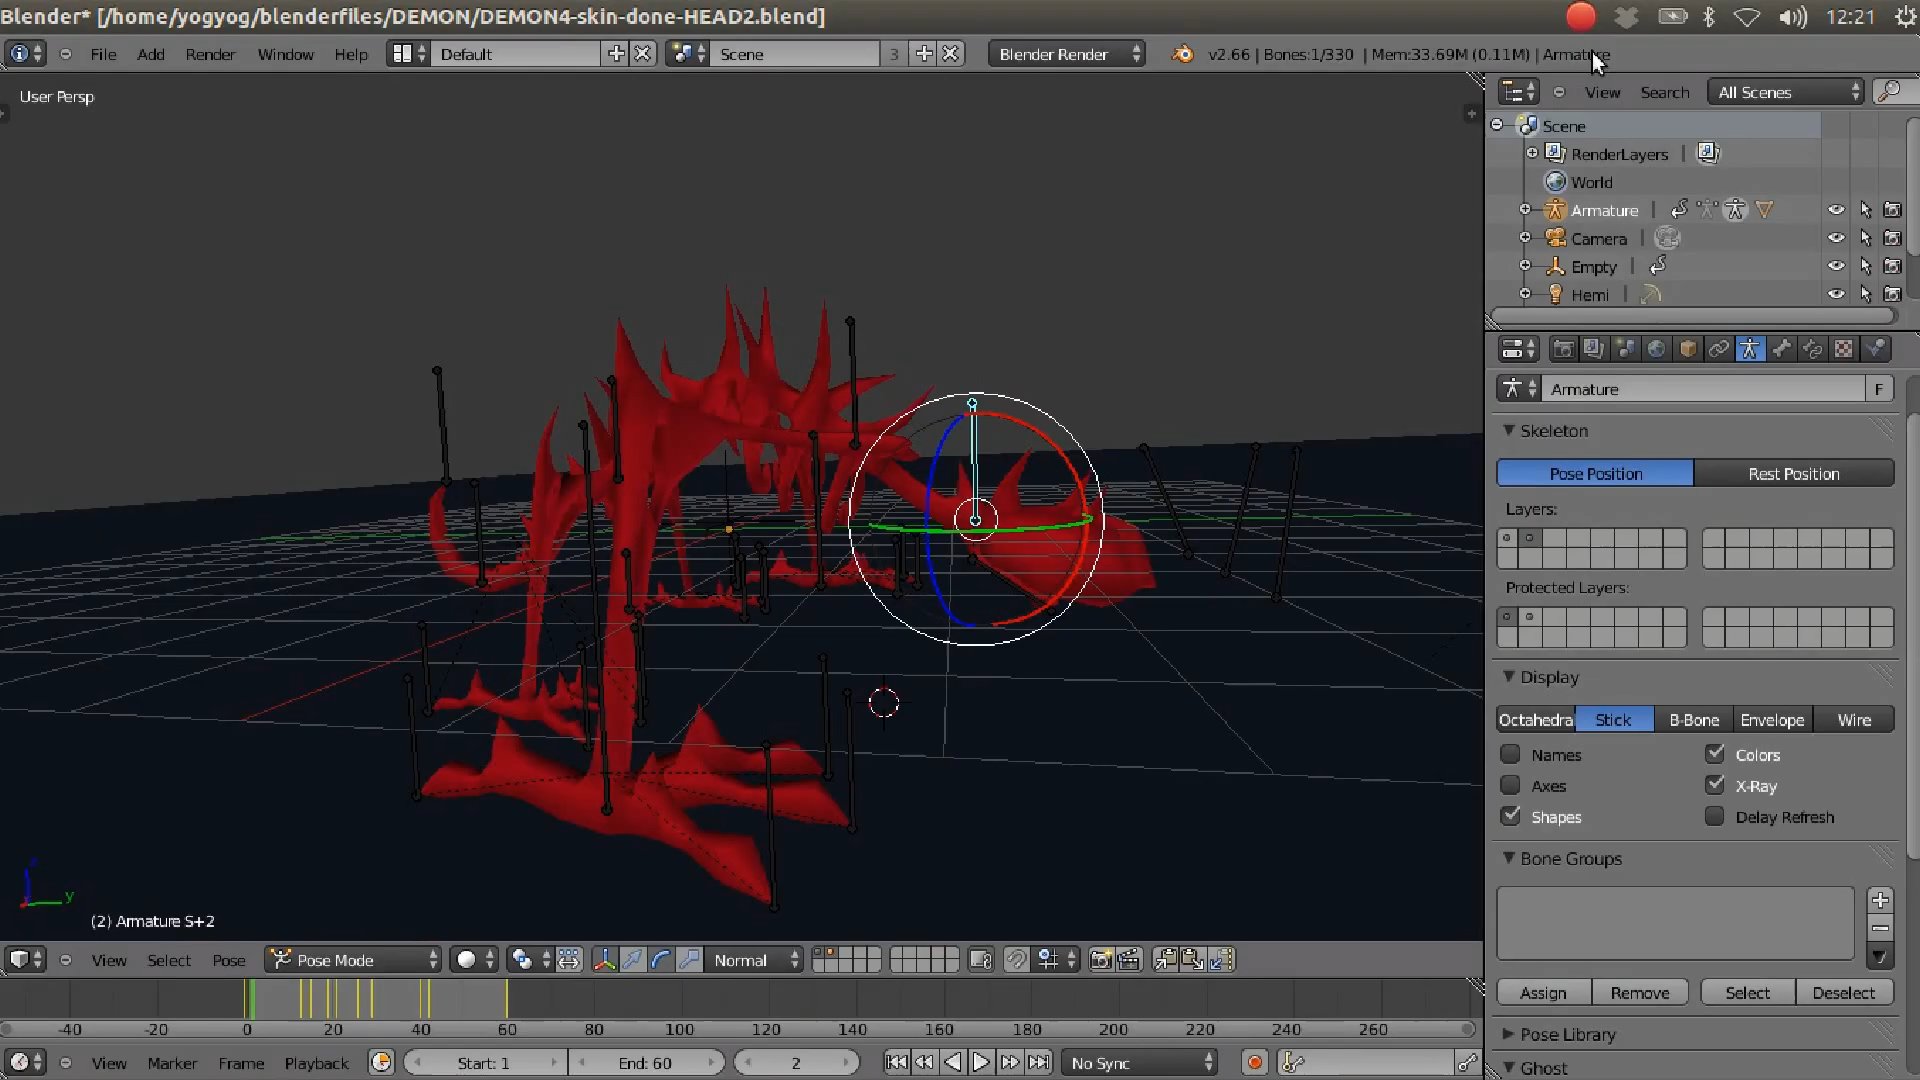 Blender* [/home/yogyog/blenderfiles/DEMON/DEMON4-skin-done-HEAD2.blend]
12:21
File Add Render Window Help Default Scene 3 Blender Render v2.66 | Bones:1/330 | Mem:33.69M (0.11M) | Armature
User Persp
View Search All Scenes
Scene
RenderLayers
World
Armature
Camera
Empty
Hemi
Armature F
Skeleton
Pose Position Rest Position
Layers:
Protected Layers:
Display
Octahedra Stick B-Bone Envelope Wire
Names Colors
Axes X-Ray
Shapes Delay Refresh
Bone Groups
Assign Remove Select Deselect
Pose Library
Ghost
z
y
(2) Armature S+2
View Select Pose Pose Mode Normal
-40 -20 0 20 40 60 80 100 120 140 160 180 200 220 240 260
View Marker Frame Playback Start: 1 End: 60 2 No Sync